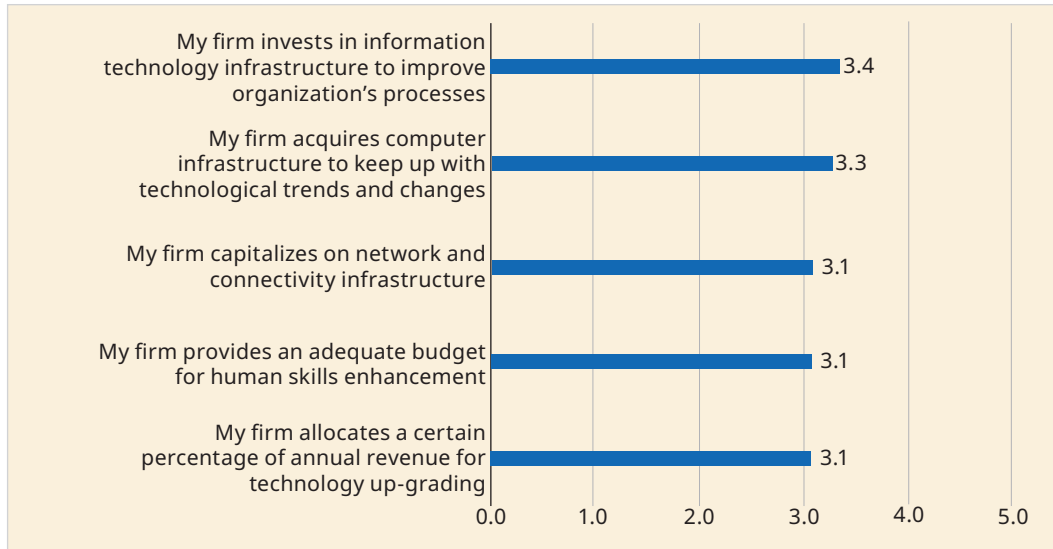 My firm invests in information
technology infrastructure to improve
organization’s processes
3.4
My firm acquires computer
infrastructure to keep up with
technological trends and changes
3.3
My firm capitalizes on network and
connectivity infrastructure
3.1
My firm provides an adequate budget
for human skills enhancement
3.1
My firm allocates a certain
percentage of annual revenue for
technology up-grading
3.1
0.0 1.0 2.0 3.0 4.0 5.0